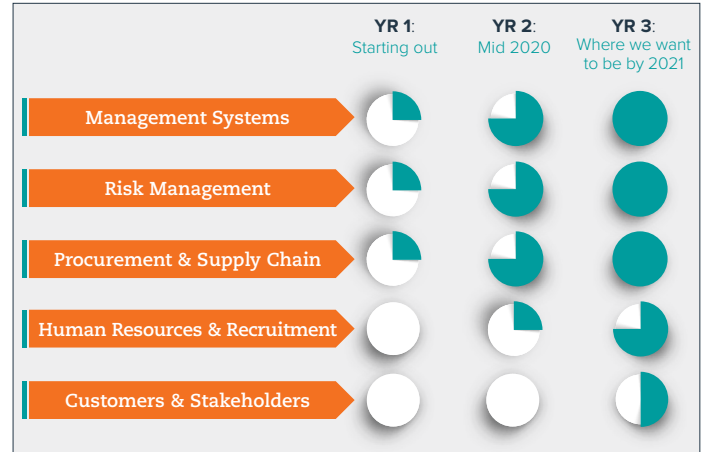 YR 1:
Starting out
YR 2:
Mid 2020
YR 3:
Where we want
to be by 2021
Management Systems
Risk Management
Procurement & Supply Chain
Human Resources & Recruitment
Customers & Stakeholders